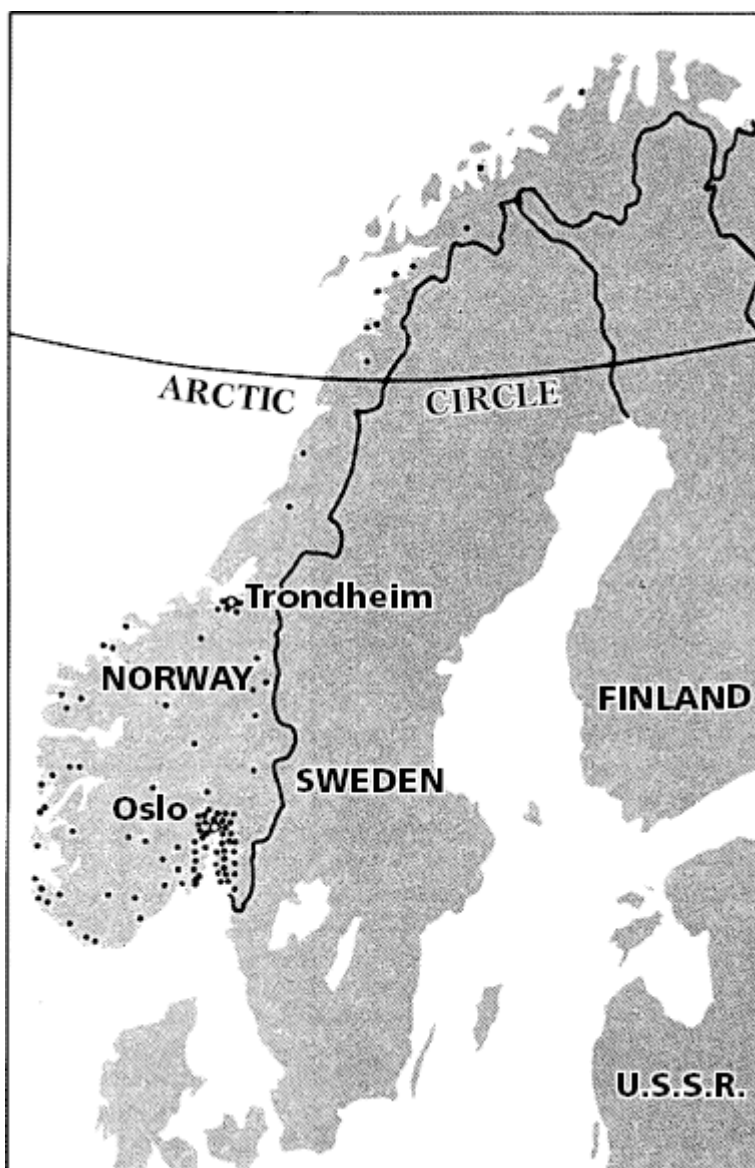 ARCTIC CIRCLE
Trondheim
NORWAY
FINLAND
SWEDEN
Oslo
U.S.S.R.